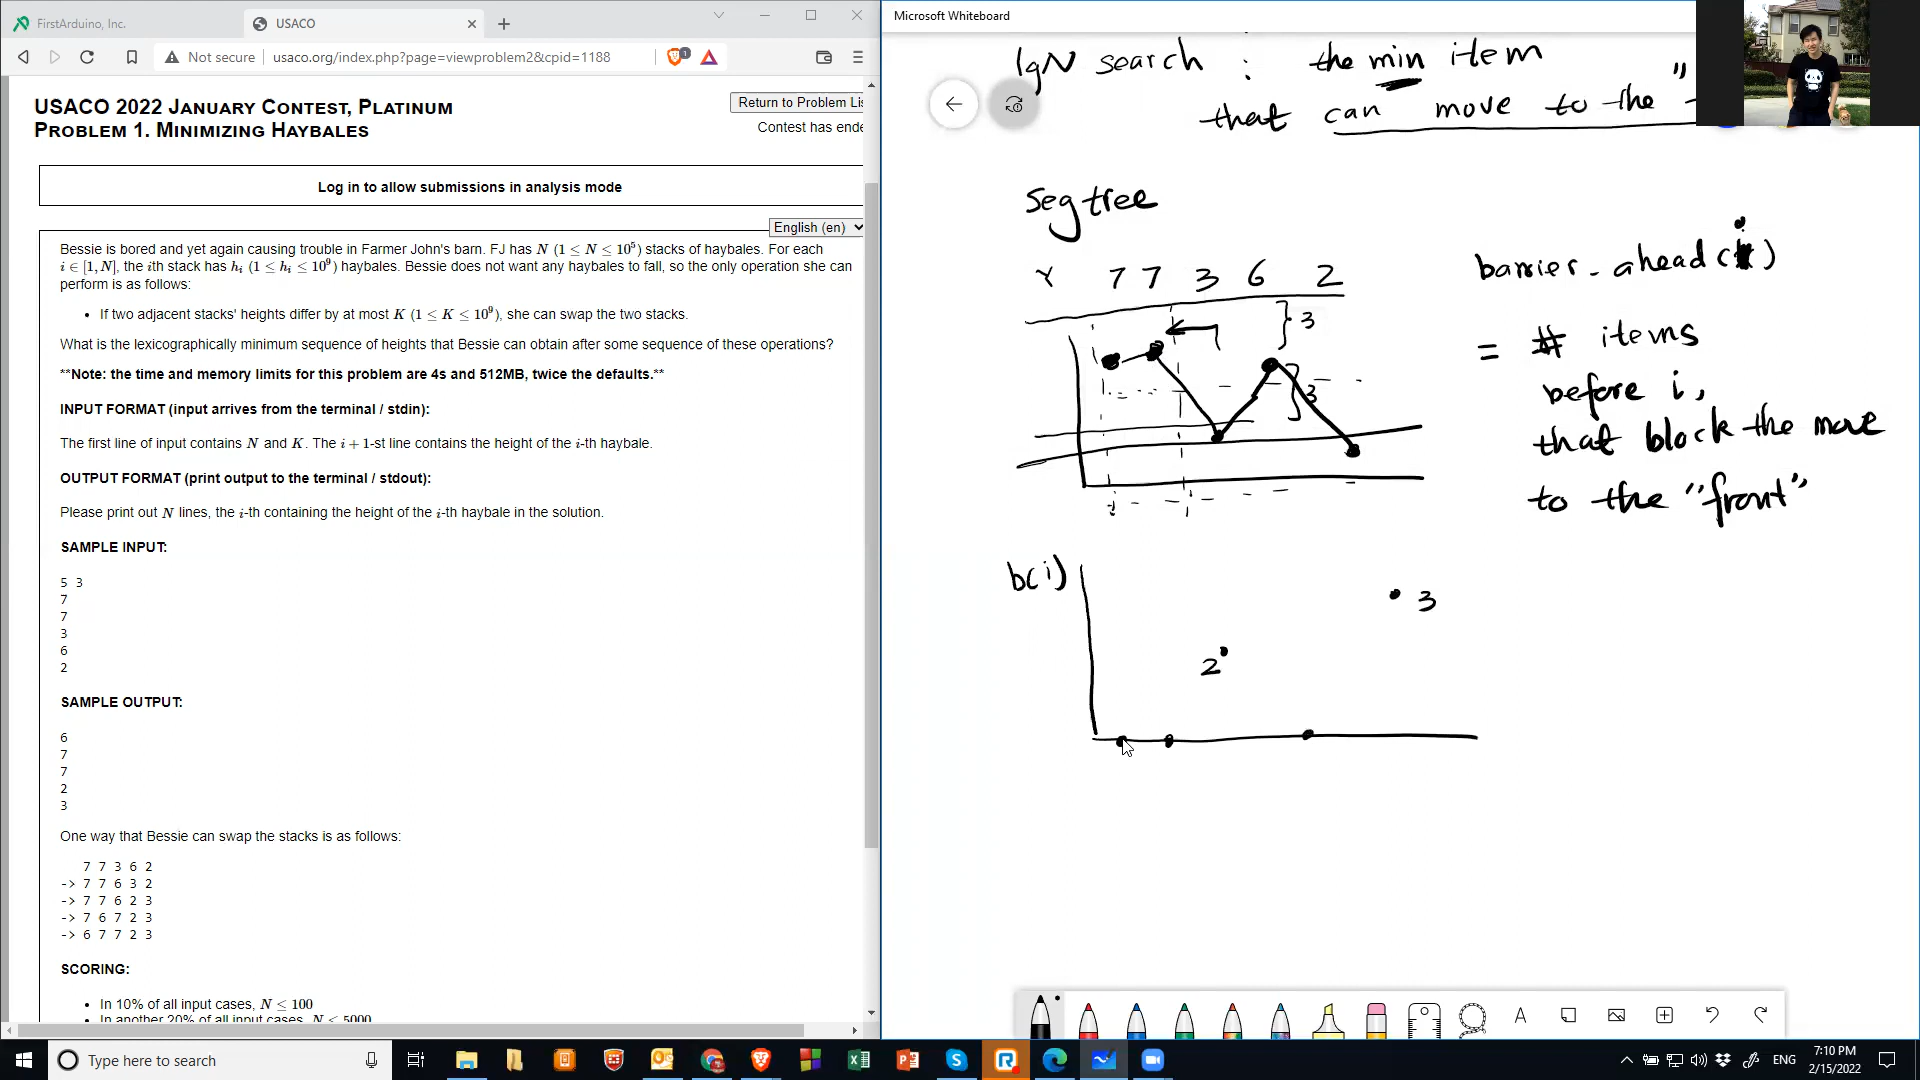 FirstArduino, Inc.
USACO
Not secure
usaco.org/index.php?page=viewproblem2&cpid=1188
1
USACO 2022 JANUARY CONTEST, PLATINUM
PROBLEM 1. MINIMIZING HAYBALES
Return to Problem Lis
Contest has ende
Log in to allow submissions in analysis mode
English (en)
Bessie is bored and yet again causing trouble in Farmer John's barn. FJ has N (1 ≤ N ≤ 10⁵) stacks of haybales. For each
i ∈ [1, N], the ith stack has hᵢ (1 ≤ hᵢ ≤ 10⁹) haybales. Bessie does not want any haybales to fall, so the only operation she can
perform is as follows:
• If two adjacent stacks' heights differ by at most K (1 ≤ K ≤ 10⁹), she can swap the two stacks.
What is the lexicographically minimum sequence of heights that Bessie can obtain after some sequence of these operations?
**Note: the time and memory limits for this problem are 4s and 512MB, twice the defaults.**
INPUT FORMAT (input arrives from the terminal / stdin):
The first line of input contains N and K. The i + 1-st line contains the height of the i-th haybale.
OUTPUT FORMAT (print output to the terminal / stdout):
Please print out N lines, the i-th containing the height of the i-th haybale in the solution.
SAMPLE INPUT:
5 3
7
7
3
6
2
SAMPLE OUTPUT:
6
7
7
2
3
One way that Bessie can swap the stacks is as follows:
7 7 3 6 2
-> 7 7 6 3 2
-> 7 7 6 2 3
-> 7 6 7 2 3
-> 6 7 7 2 3
SCORING:
• In 10% of all input cases, N ≤ 100
• In another 20% of all input cases, N ≤ 5000
Microsoft Whiteboard
lgN search : the min item
that can move to the "
Seg tree
Y 7 7 3 6 2
3
3
barrier_ahead(i)
= # items
before i,
that block the move
to the "front"
b(i)
3
2
Type here to search
ENG
7:10 PM
2/15/2022